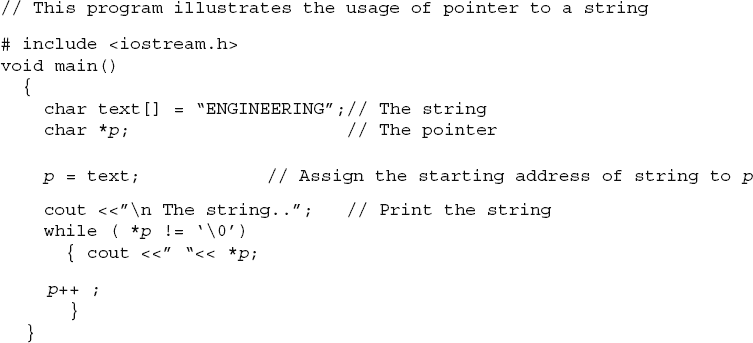 // This program illustrates the usage of pointer to a string
# include <iostream.h>
void main()
{
char text[] = “ENGINEERING”;// The string
char *p; // The pointer
p = text; // Assign the starting address of string to p
cout <<”\n The string..”; // Print the string
while ( *p != ‘\0’)
{ cout <<” “<< *p;
p++ ;
}
}